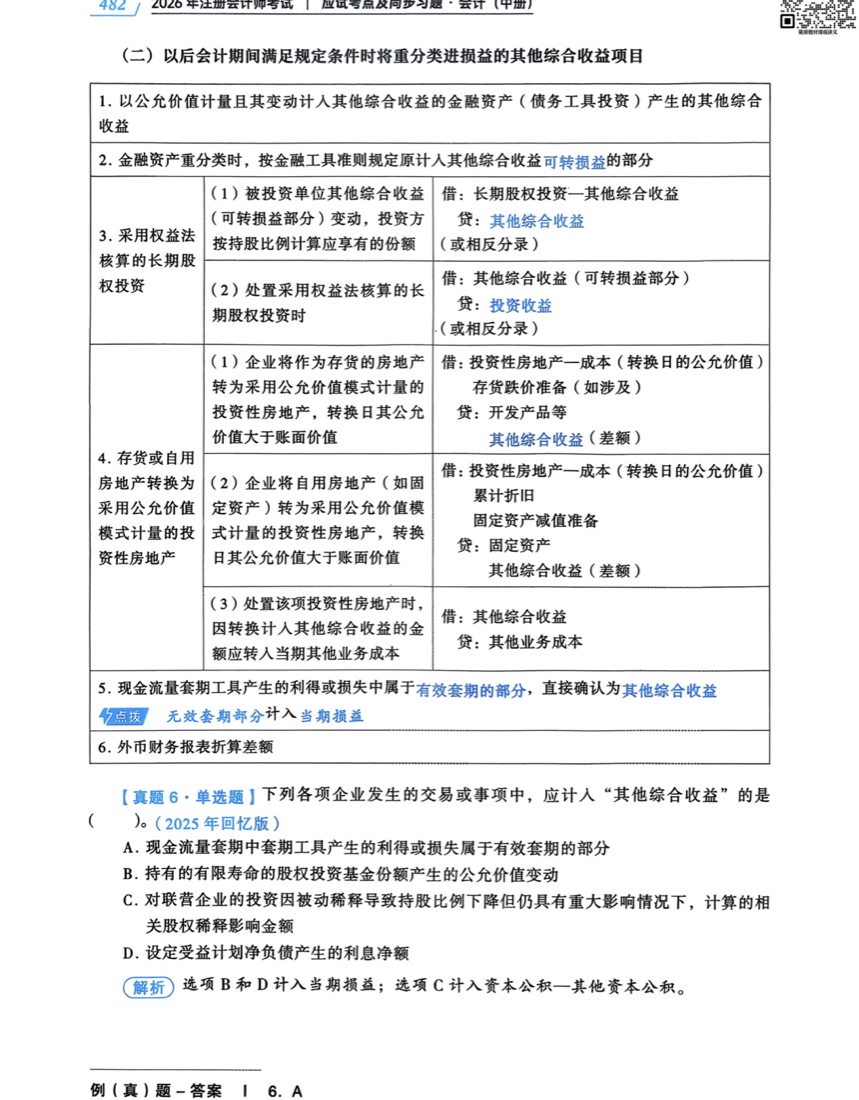 482 2026年注册会计师考试 | 应试考点及同步习题·会计（中册）
（二）以后会计期间满足规定条件时将重分类进损益的其他综合收益项目
1. 以公允价值计量且其变动计入其他综合收益的金融资产（债务工具投资）产生的其他综合
收益
2. 金融资产重分类时，按金融工具准则规定原计入其他综合收益可转损益的部分
3. 采用权益法
核算的长期股
权投资
（1）被投资单位其他综合收益
（可转损益部分）变动，投资方
按持股比例计算应享有的份额
借：长期股权投资—其他综合收益
贷：其他综合收益
（或相反分录）
（2）处置采用权益法核算的长
期股权投资时
借：其他综合收益（可转损益部分）
贷：投资收益
（或相反分录）
4. 存货或自用
房地产转换为
采用公允价值
模式计量的投
资性房地产
（1）企业将作为存货的房地产
转为采用公允价值模式计量的
投资性房地产，转换日其公允
价值大于账面价值
借：投资性房地产—成本（转换日的公允价值）
存货跌价准备（如涉及）
贷：开发产品等
其他综合收益（差额）
（2）企业将自用房地产（如固
定资产）转为采用公允价值模
式计量的投资性房地产，转换
日其公允价值大于账面价值
借：投资性房地产—成本（转换日的公允价值）
累计折旧
固定资产减值准备
贷：固定资产
其他综合收益（差额）
（3）处置该项投资性房地产时，
因转换计入其他综合收益的金
额应转入当期其他业务成本
借：其他综合收益
贷：其他业务成本
5. 现金流量套期工具产生的利得或损失中属于有效套期的部分，直接确认为其他综合收益
点拨 无效套期部分计入当期损益
6. 外币财务报表折算差额
【真题6·单选题】下列各项企业发生的交易或事项中，应计入“其他综合收益”的是
（ ）。（2025年回忆版）
A. 现金流量套期中套期工具产生的利得或损失属于有效套期的部分
B. 持有的有限寿命的股权投资基金份额产生的公允价值变动
C. 对联营企业的投资因被动稀释导致持股比例下降但仍具有重大影响情况下，计算的相
关股权稀释影响金额
D. 设定受益计划净负债产生的利息净额
解析 选项B和D计入当期损益；选项C计入资本公积—其他资本公积。
例（真）题－答案 | 6. A